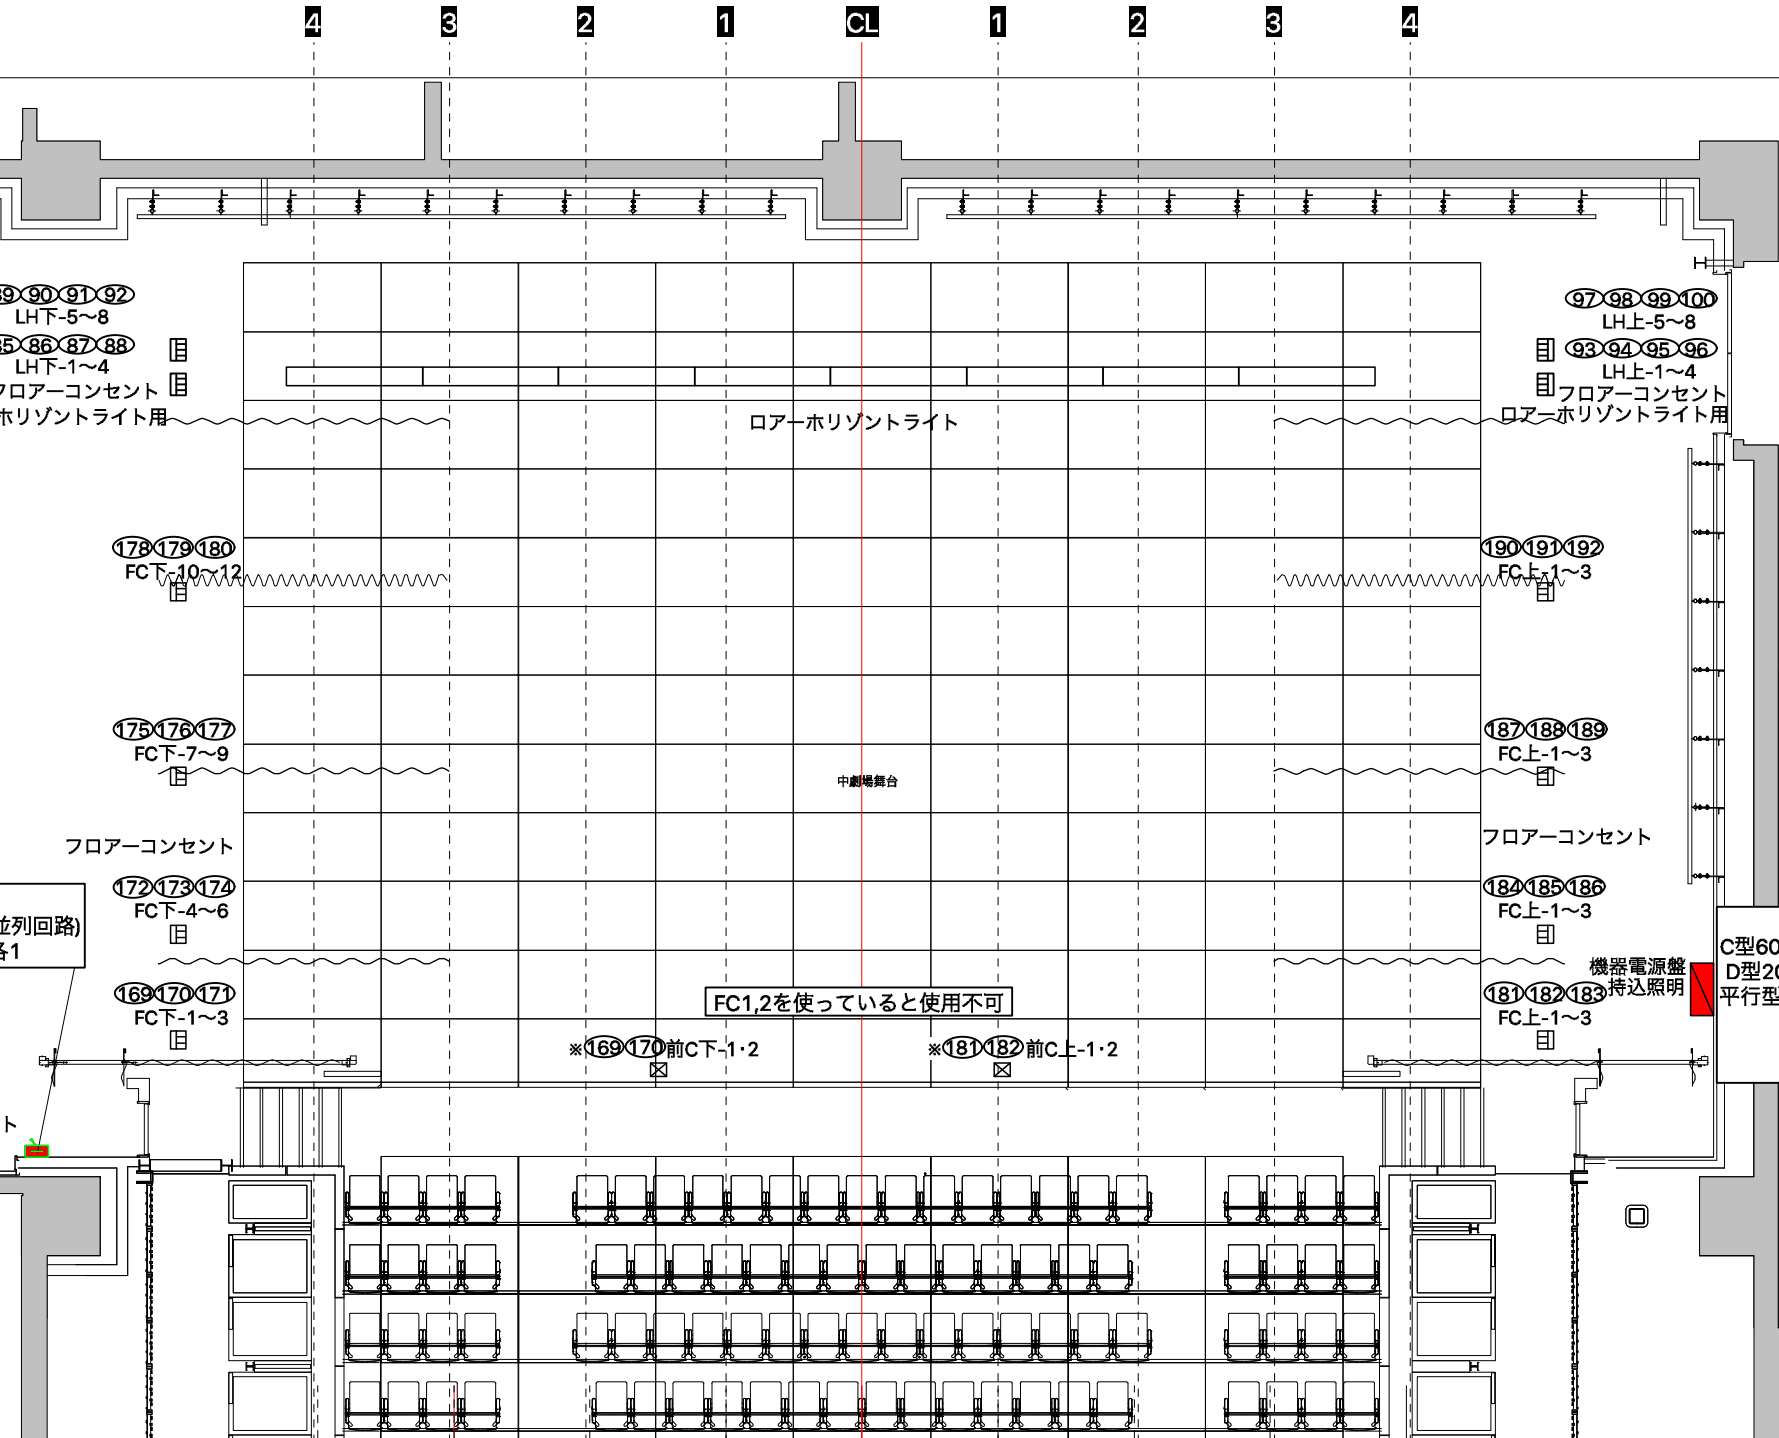 4 3 2 1 CL 1 2 3 4
89 90 91 92
LH下-5〜8
85 86 87 88
LH下-1〜4
フロアーコンセント
ホリゾントライト用
97 98 99 100
LH上-5〜8
93 94 95 96
LH上-1〜4
フロアーコンセント
ロアーホリゾントライト用
ロアーホリゾントライト
178 179 180
FC下-10〜12
190 191 192
FC上-1〜3
175 176 177
FC下-7〜9
187 188 189
FC上-1〜3
中劇場舞台
フロアーコンセント
フロアーコンセント
172 173 174
FC下-4〜6
184 185 186
FC上-1〜3
並列回路)
各1
機器電源盤
持込照明
C型60
D型20
平行型
169 170 171
FC下-1〜3
181 182 183
FC上-1〜3
FC1,2を使っていると使用不可
※169 170前C下-1・2
※181 182前C上-1・2
ト